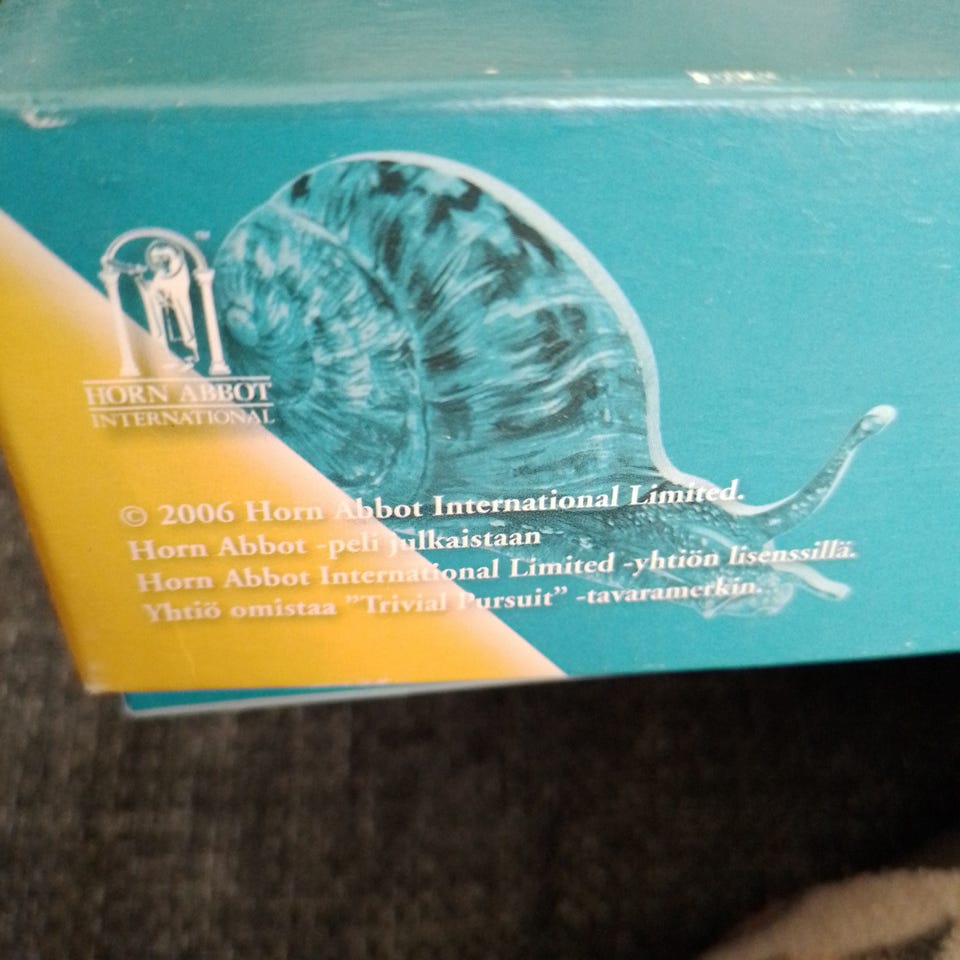 ™
HORN ABBOT
INTERNATIONAL
© 2006 Horn Abbot International Limited.
Horn Abbot -peli julkaistaan
Horn Abbot International Limited -yhtiön lisenssillä.
Yhtiö omistaa ”Trivial Pursuit” -tavaramerkin.